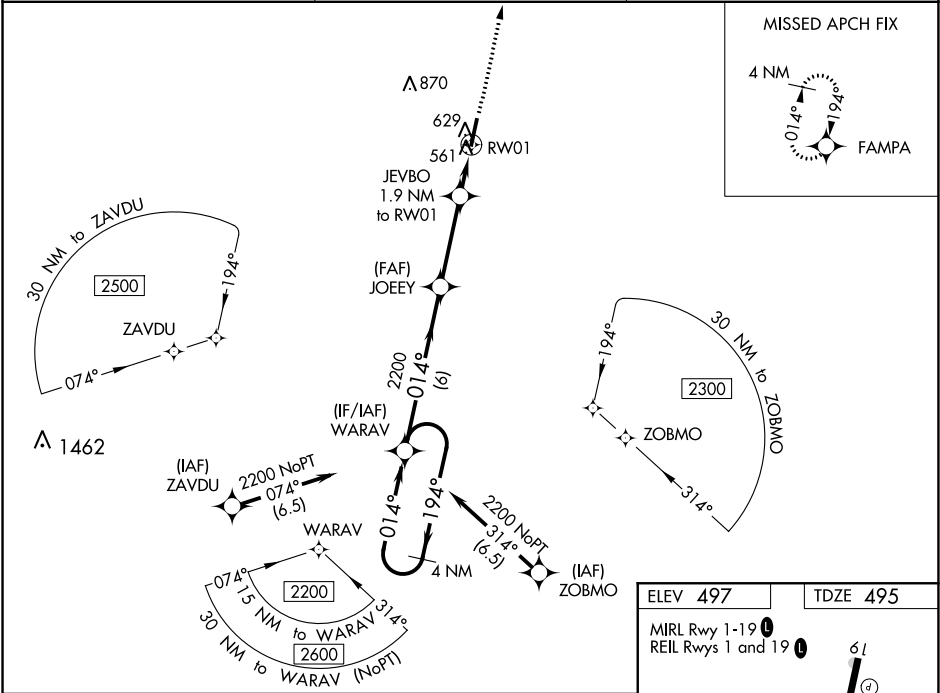 MISSED APCH FIX
4 NM
014°
194°
FAMPA
870
629
561
RW01
JEVBO
1.9 NM
to RW01
30 NM to ZAVDU
2500
194°
ZAVDU
074°
(FAF)
JOEEY
30 NM to ZOBMO
194°
2300
ZOBMO
314°
2200
014°
(6)
(IF/IAF)
WARAV
1462
(IAF)
ZAVDU
2200 NoPT
074°
(6.5)
014°
194°
4 NM
2200 NoPT
314°
(6.5)
(IAF)
ZOBMO
WARAV
074°
314°
2200
15 NM to WARAV
2600
30 NM to WARAV (NoPT)
ELEV 497
TDZE 495
MIRL Rwy 1-19 L
REIL Rwys 1 and 19 L
19
P